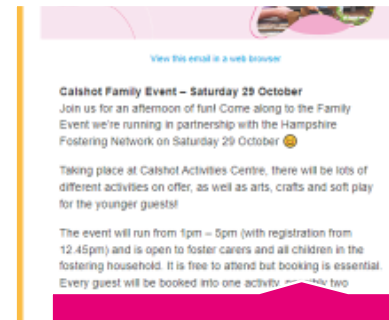 View this email in a web browser
Calshot Family Event – Saturday 29 October
Join us for an afternoon of fun! Come along to the Family
Event we're running in partnership with the Hampshire
Fostering Network on Saturday 29 October
Taking place at Calshot Activities Centre, there will be lots of
different activities on offer, as well as arts, crafts and soft play
for the younger guests!
The event will run from 1pm – 5pm (with registration from
12.45pm) and is open to foster carers and all children in the
fostering household. It is free to attend but booking is essential.
Every guest will be booked into one activity, two